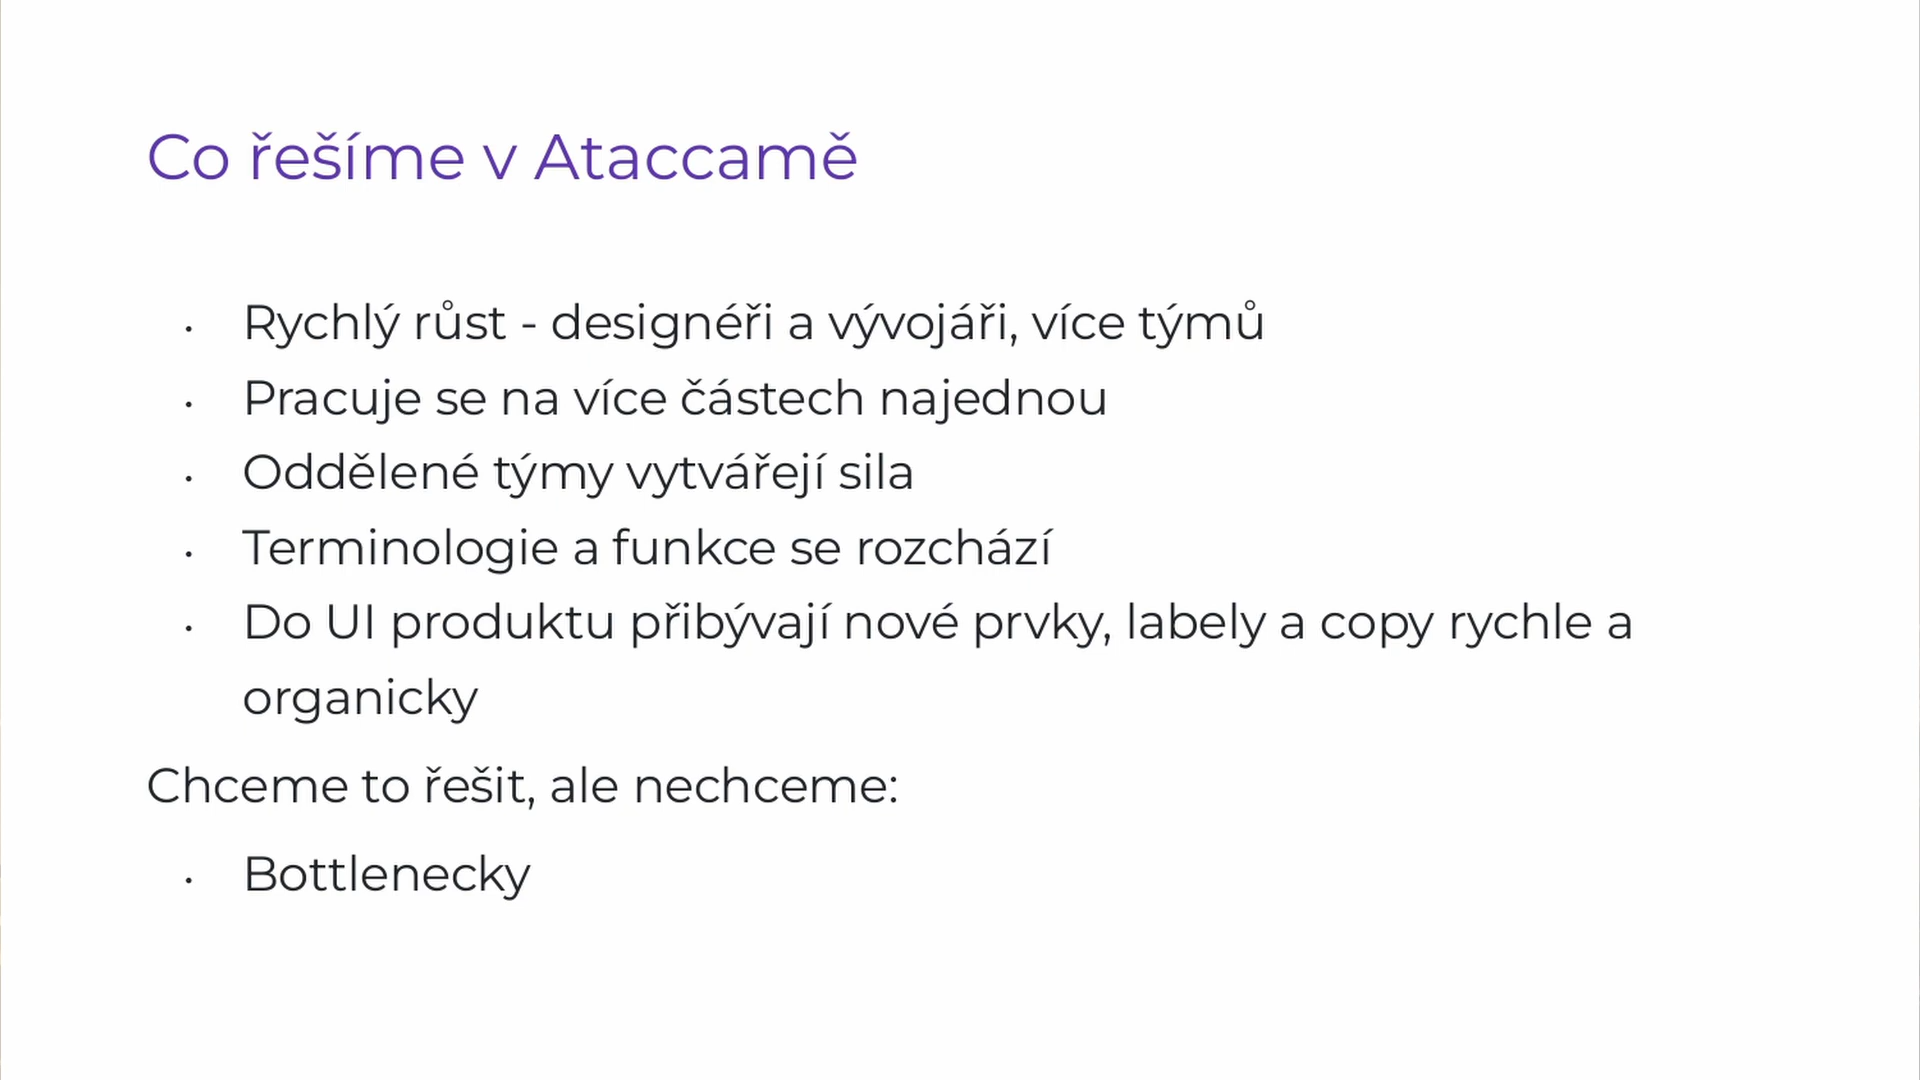 Co řešíme v Ataccamě
· Rychlý růst - designéři a vývojáři, více týmů
· Pracuje se na více částech najednou
· Oddělené týmy vytvářejí sila
· Terminologie a funkce se rozchází
· Do UI produktu přibývají nové prvky, labely a copy rychle a
organicky
Chceme to řešit, ale nechceme:
· Bottlenecky